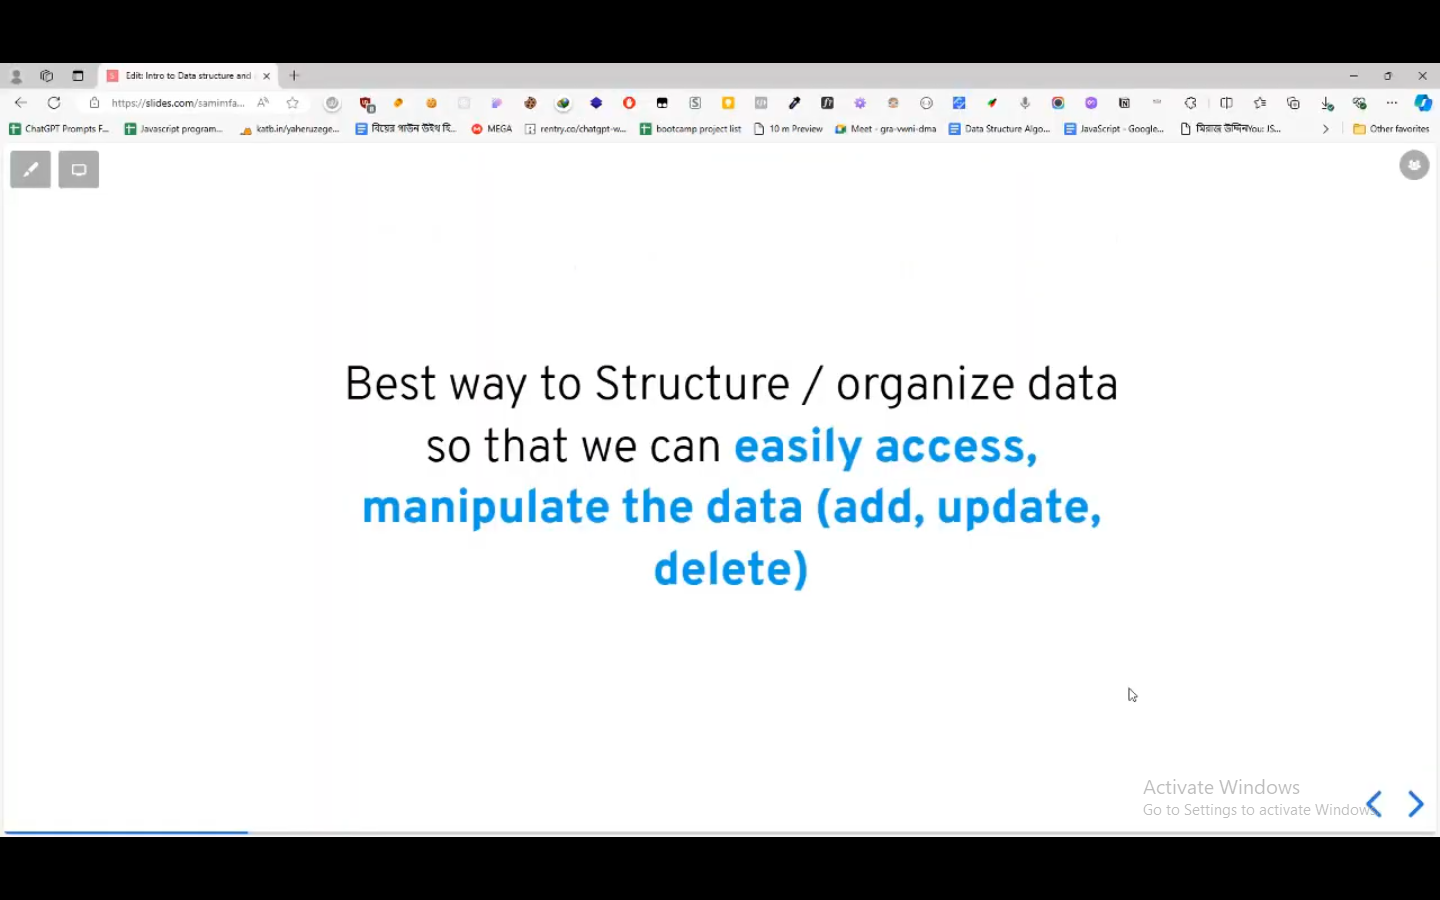 Edit: Intro to Data structure and
https://slides.com/samimfa...
ChatGPT Prompts F... Javascript program... katb.in/yaheruzege... বিয়ের গাউন উইথ হি... MEGA rentry.co/chatgpt-w... bootcamp project list 10 m Preview Meet - gra-vwni-dma Data Structure Algo... JavaScript - Google... মিরাজ উদ্দিনYou: JS... Other favorites
Best way to Structure / organize data
so that we can easily access,
manipulate the data (add, update,
delete)
Activate Windows
Go to Settings to activate Windows